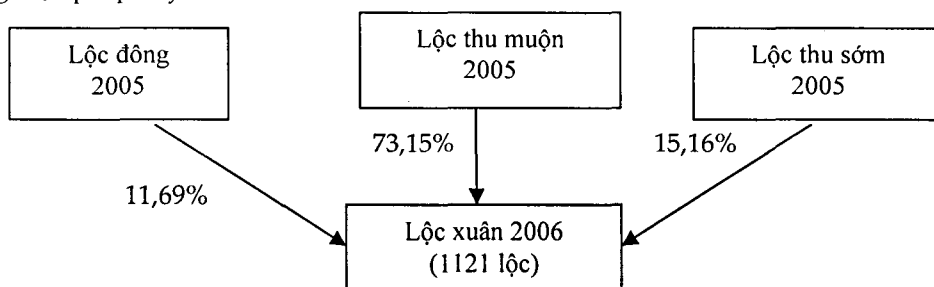 Lộc đông
2005
Lộc thu muộn
2005
Lộc thu sớm
2005
11,69%
73,15%
15,16%
Lộc xuân 2006
(1121 lộc)